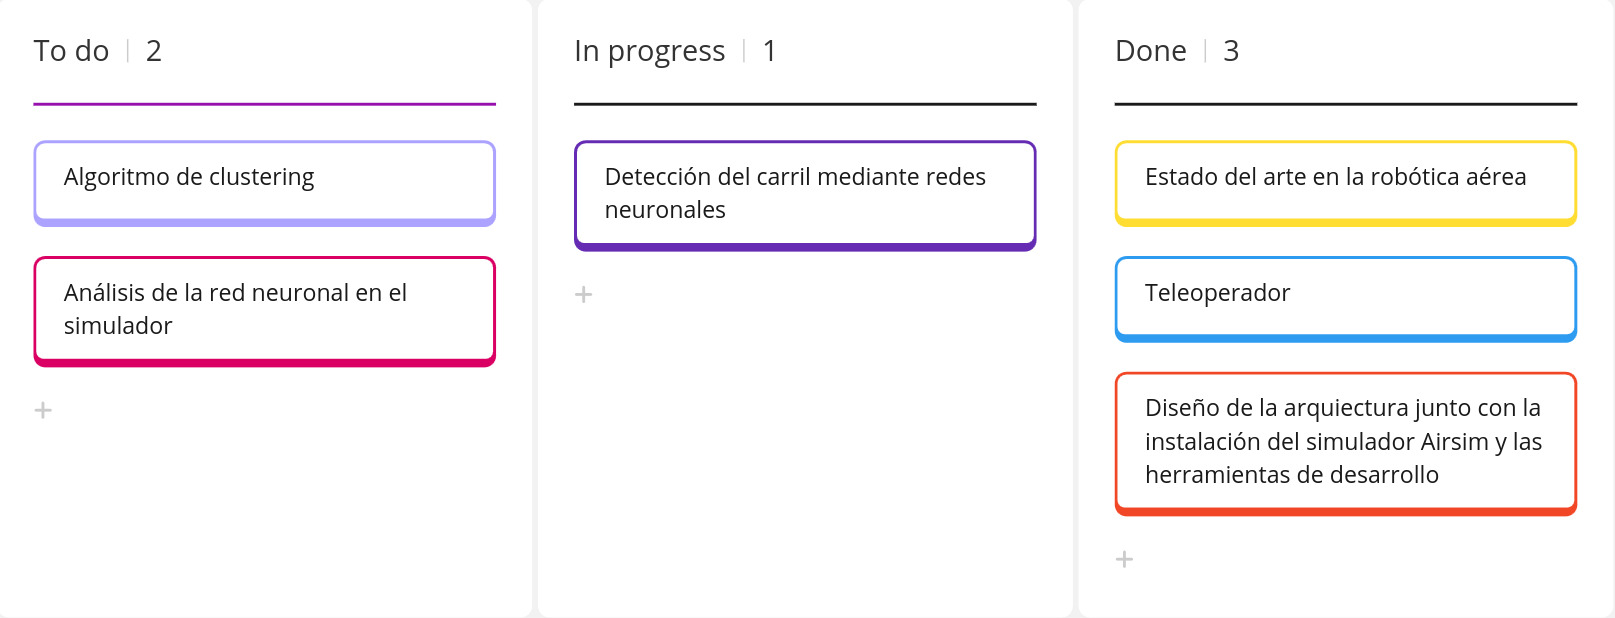 To do | 2
Algoritmo de clustering
Análisis de la red neuronal en el
simulador
+
In progress | 1
Detección del carril mediante redes
neuronales
+
Done | 3
Estado del arte en la robótica aérea
Teleoperador
Diseño de la arquiectura junto con la
instalación del simulador Airsim y las
herramientas de desarrollo
+